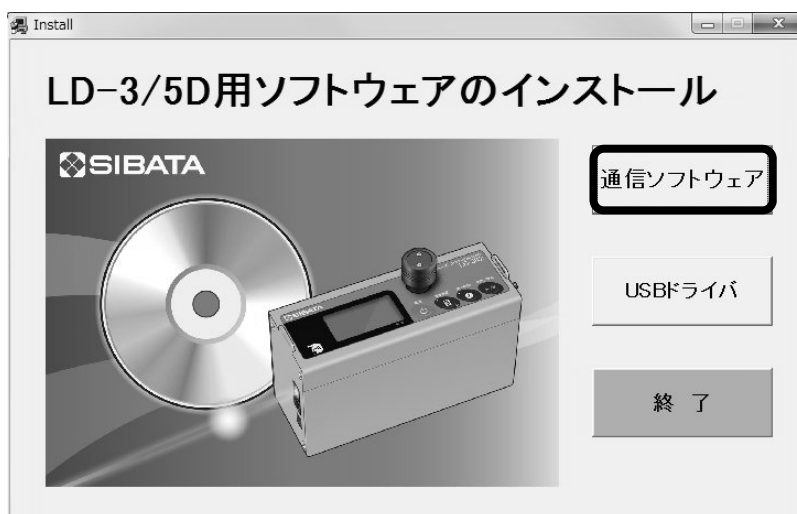 Install
LD-3/5D用ソフトウェアのインストール
SIBATA
通信ソフトウェア
USBドライバ
終 了